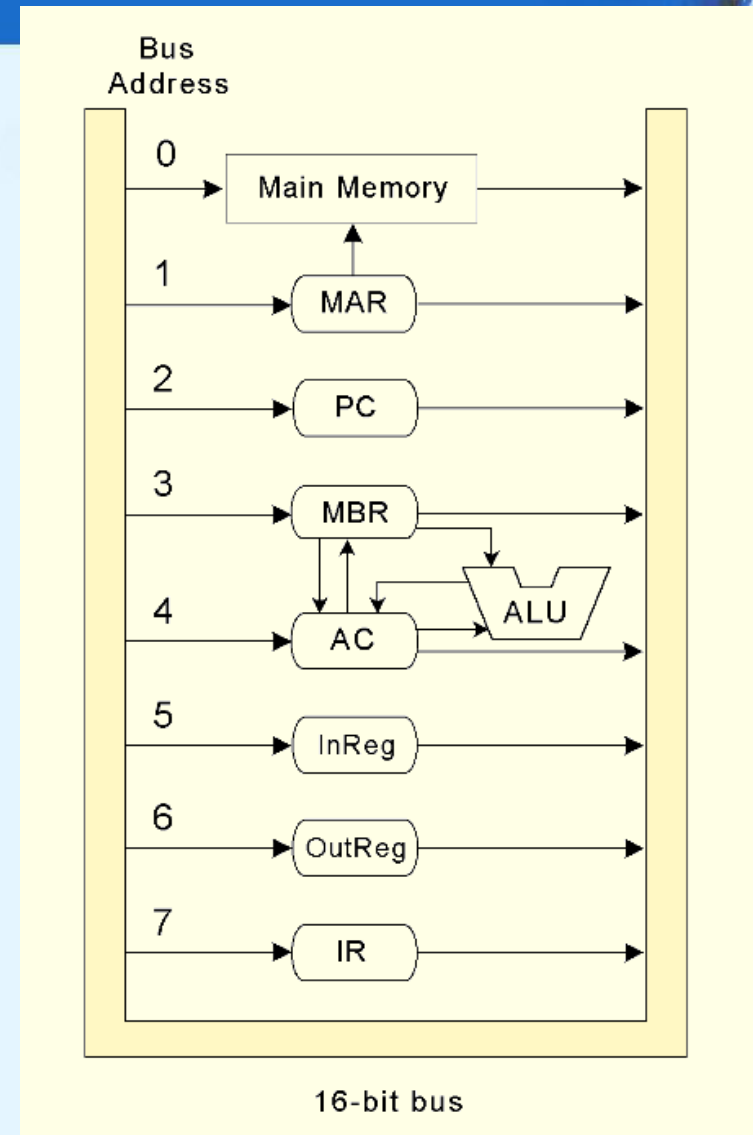 Bus
Address
0
Main Memory
1
MAR
2
PC
3
MBR
ALU
4
AC
5
InReg
6
OutReg
7
IR
16-bit bus